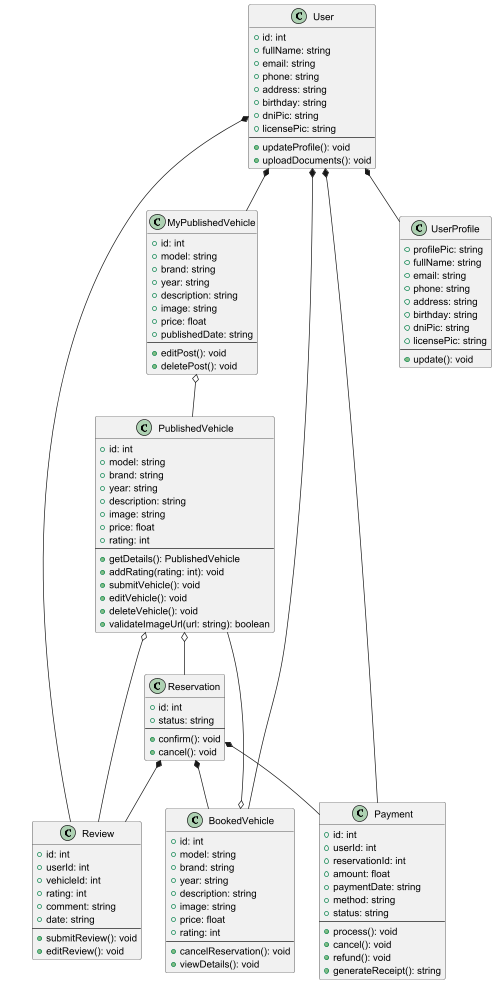 C User
id: int
fullName: string
email: string
phone: string
address: string
birthday: string
dniPic: string
licensePic: string
updateProfile(): void
uploadDocuments(): void
C MyPublishedVehicle
id: int
model: string
brand: string
year: string
description: string
image: string
price: float
publishedDate: string
editPost(): void
deletePost(): void
C UserProfile
profilePic: string
fullName: string
email: string
phone: string
address: string
birthday: string
dniPic: string
licensePic: string
update(): void
C PublishedVehicle
id: int
model: string
brand: string
year: string
description: string
image: string
price: float
rating: int
getDetails(): PublishedVehicle
addRating(rating: int): void
submitVehicle(): void
editVehicle(): void
deleteVehicle(): void
validateImageUrl(url: string): boolean
C Reservation
id: int
status: string
confirm(): void
cancel(): void
C Review
id: int
userId: int
vehicleId: int
rating: int
comment: string
date: string
submitReview(): void
editReview(): void
C BookedVehicle
id: int
model: string
brand: string
year: string
description: string
image: string
price: float
rating: int
cancelReservation(): void
viewDetails(): void
C Payment
id: int
userId: int
reservationId: int
amount: float
paymentDate: string
method: string
status: string
process(): void
cancel(): void
refund(): void
generateReceipt(): string